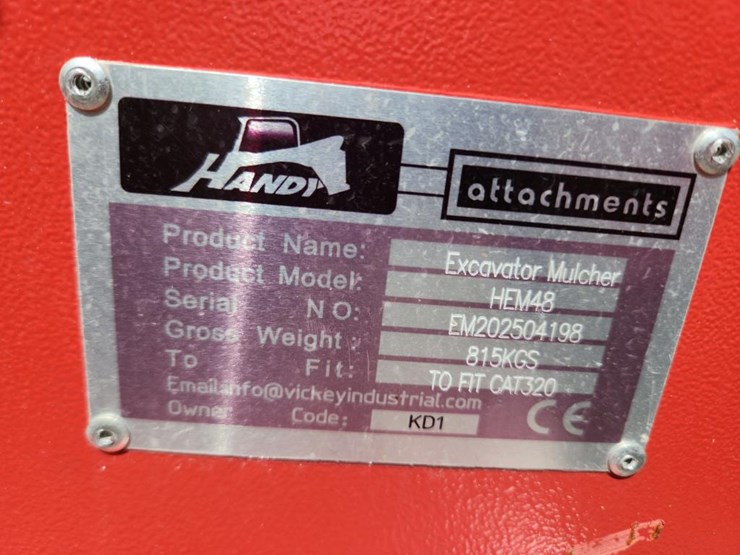 HANDY
attachments
Product Name: Excavator Mulcher
Product Model: HEM48
Serial NO: EM202504198
Gross Weight: 815KGS
To Fit: TO FIT CAT320
Email:info@vickeyindustrial.com
Owner Code: KD1
CE